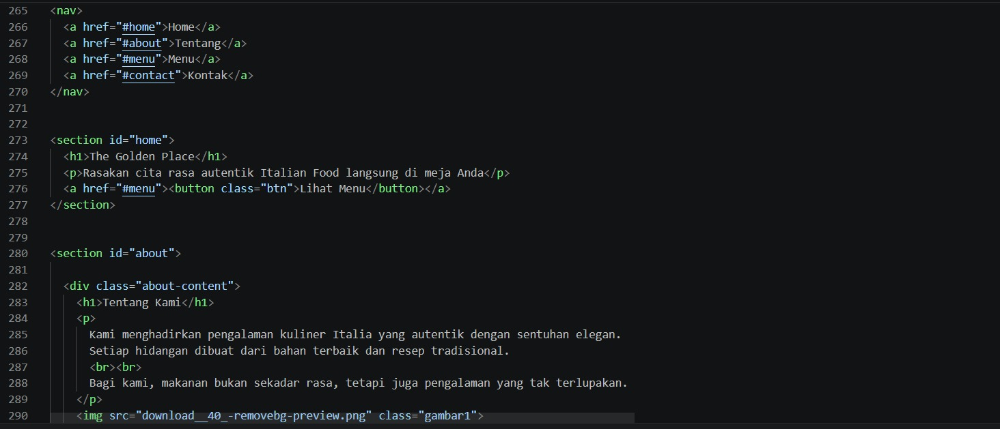 265 <nav>
266 <a href="#home">Home</a>
267 <a href="#about">Tentang</a>
268 <a href="#menu">Menu</a>
269 <a href="#contact">Kontak</a>
270 </nav>
271
272
273 <section id="home">
274 <h1>The Golden Place</h1>
275 <p>Rasakan cita rasa autentik Italian Food langsung di meja Anda</p>
276 <a href="#menu"><button class="btn">Lihat Menu</button></a>
277 </section>
278
279
280 <section id="about">
281
282 <div class="about-content">
283 <h1>Tentang Kami</h1>
284 <p>
285 Kami menghadirkan pengalaman kuliner Italia yang autentik dengan sentuhan elegan.
286 Setiap hidangan dibuat dari bahan terbaik dan resep tradisional.
287 <br><br>
288 Bagi kami, makanan bukan sekadar rasa, tetapi juga pengalaman yang tak terlupakan.
289 </p>
290 <img src="download__40_-removebg-preview.png" class="gambar1">